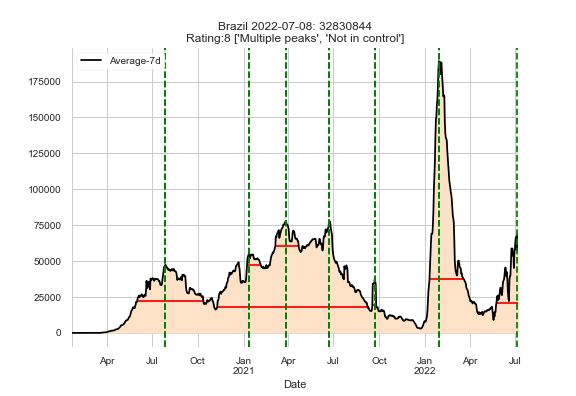 Brazil 2022-07-08: 32830844
Rating:8 ['Multiple peaks', 'Not in control']
Average-7d
175000
150000
125000
100000
75000
50000
25000
0
Apr Jul Oct Jan Apr Jul Oct Jan Apr Jul
2021 2022
Date